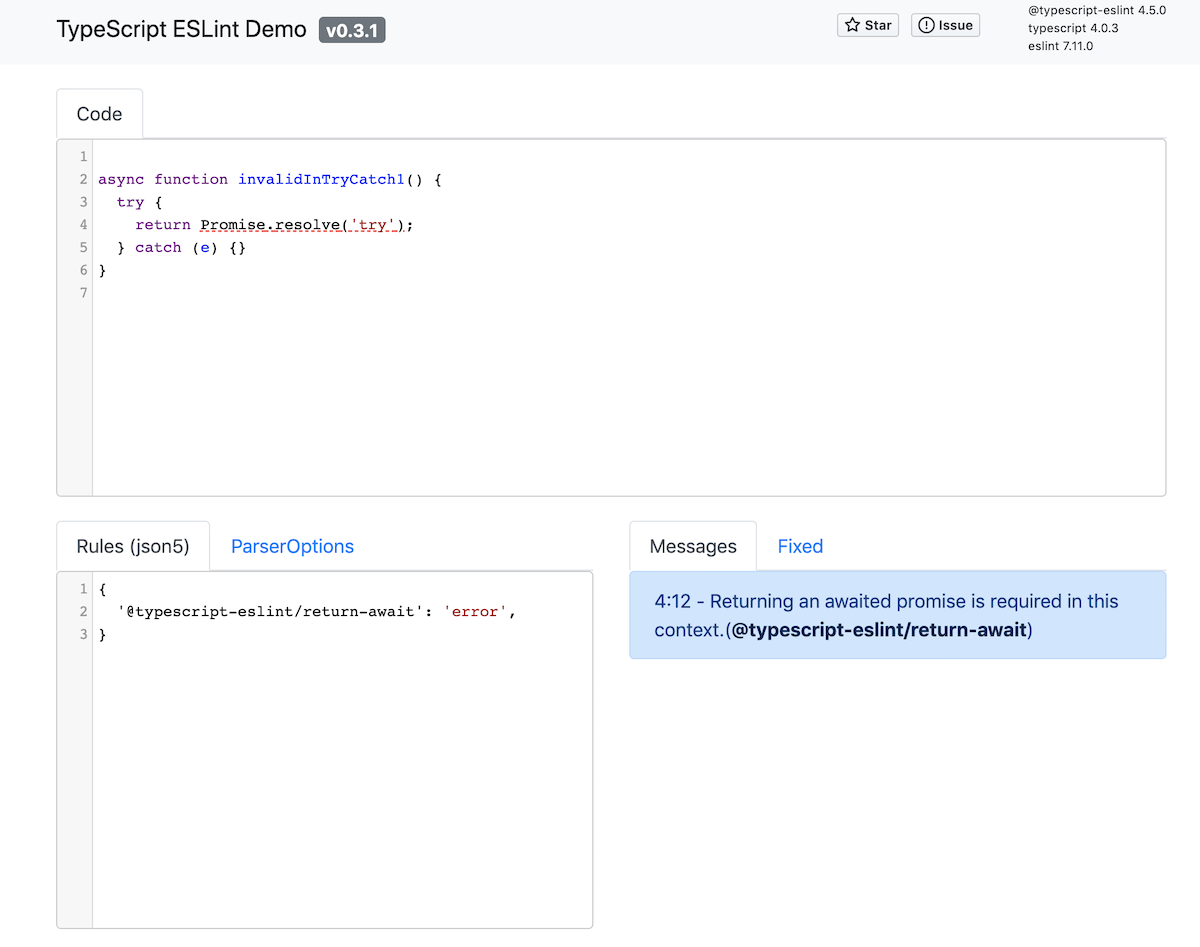 TypeScript ESLint Demo v0.3.1
Star
Issue
@typescript-eslint 4.5.0
typescript 4.0.3
eslint 7.11.0
Code
1
2 async function invalidInTryCatch1() {
3 try {
4 return Promise.resolve('try');
5 } catch (e) {}
6 }
7
Rules (json5) ParserOptions
1 {
2 '@typescript-eslint/return-await': 'error',
3 }
Messages Fixed
4:12 - Returning an awaited promise is required in this
context.(@typescript-eslint/return-await)